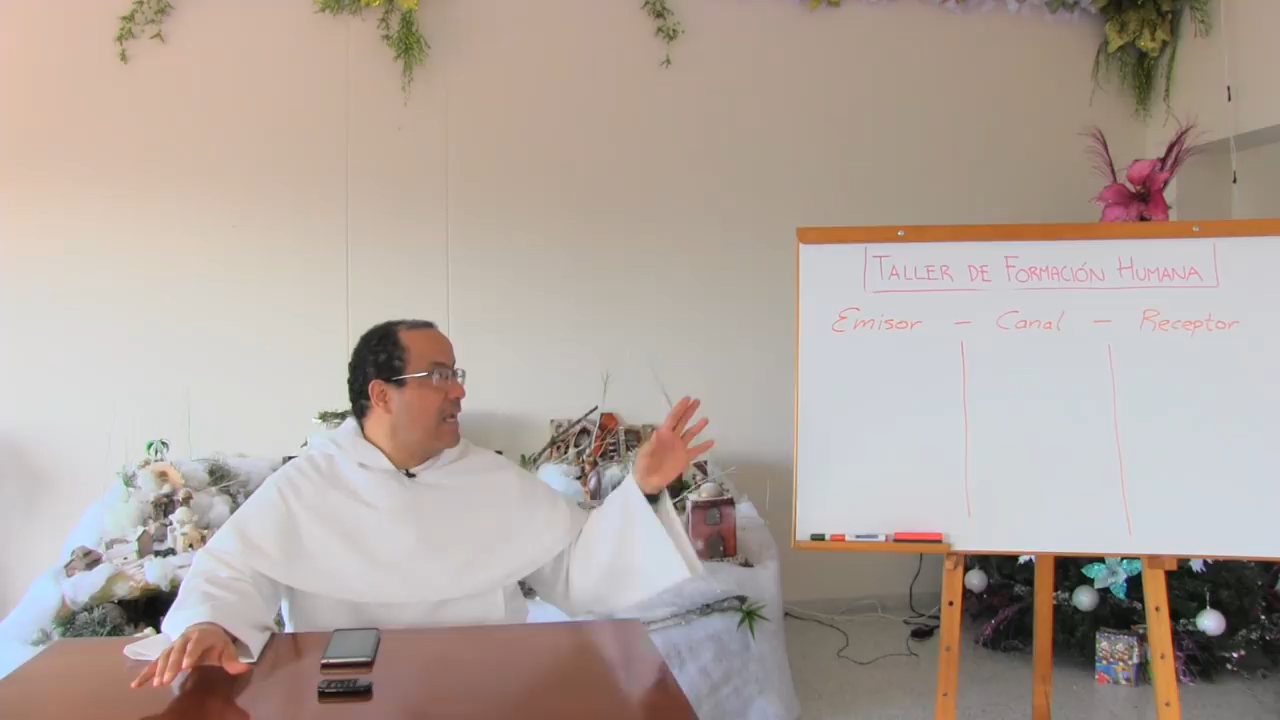 TALLER DE FORMACIÓN HUMANA
Emisor - Canal - Receptor